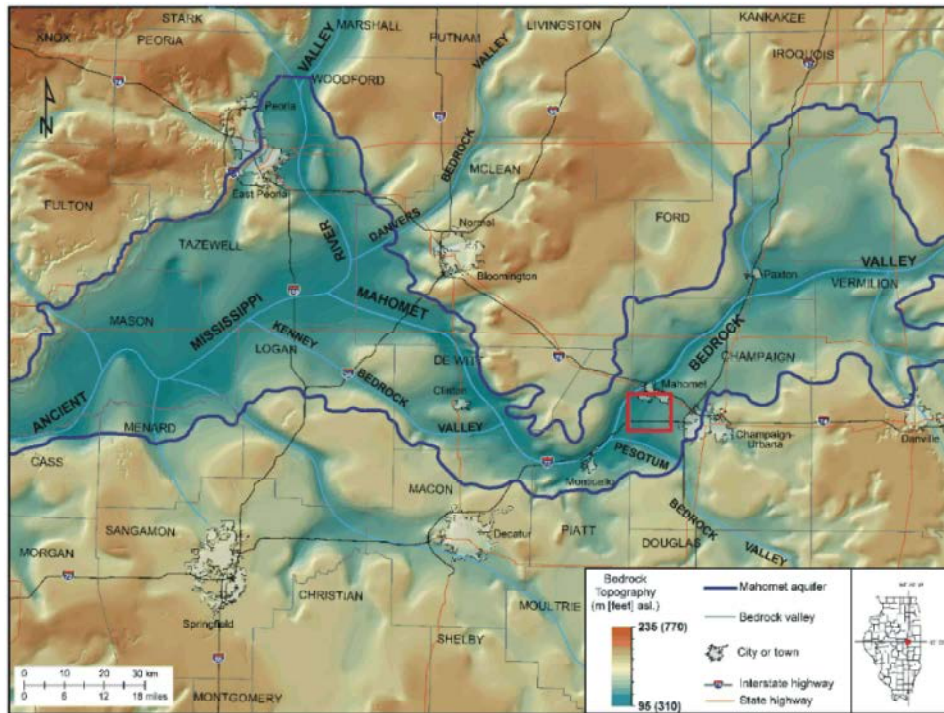 STARK
PEORIA
KNOX
MARSHALL
VALLEY
PUTNAM
LIVINGSTON
VALLEY
KANKAKEE
IROQUOIS
WOODFORD
Peoria
East Peoria
FULTON
BEDROCK
MCLEAN
DANVERS
Normal
Bloomington
FORD
TAZEWELL
RIVER
Paxton
VALLEY
VERMILION
MASON
MISSISSIPPI
MAHOMET
KENNEY
LOGAN
BEDROCK
VALLEY
DE WITT
Clinton
BEDROCK
CHAMPAIGN
Mahomet
ANCIENT
MENARD
CASS
Champaign-
Urbana
Danville
PESOTUM
BEDROCK
VALLEY
Monticello
MACON
SANGAMON
Decatur
PIATT
DOUGLAS
MORGAN
CHRISTIAN
MOULTRIE
Springfield
SHELBY
MONTGOMERY
N
0 5 10 20 30 km
0 6 12 18 miles
Bedrock
Topography
(m [feet] asl.)
235 (770)
95 (310)
Mahomet aquifer
Bedrock valley
City or town
Interstate highway
State highway